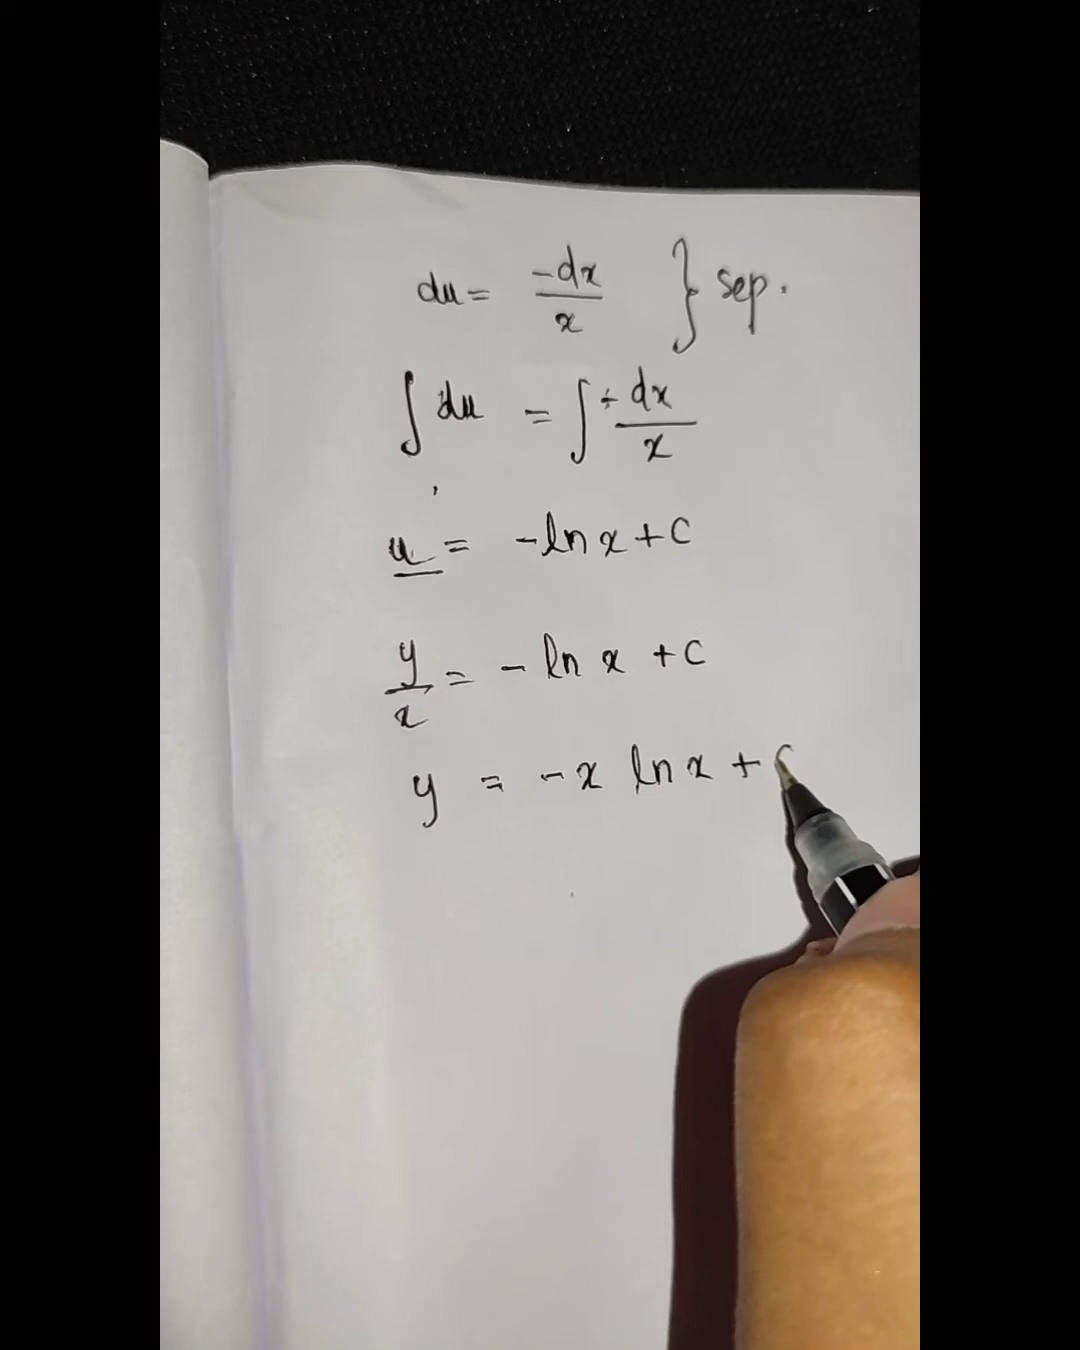 du = -dx/x } sep.
∫ du = ∫ - dx/x
u = -ln x + C
y/x = - ln x + C
y = -x ln x + C